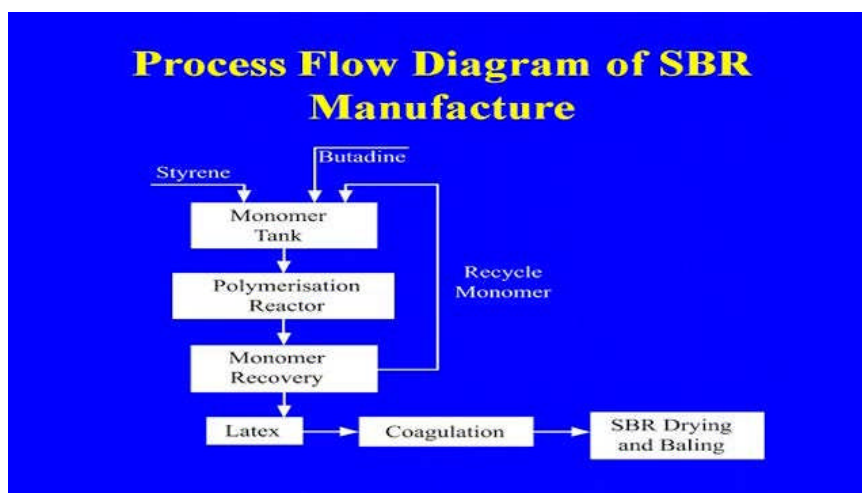 Process Flow Diagram of SBR
Manufacture
Butadine
Styrene
Monomer
Tank
Polymerisation
Reactor
Recycle
Monomer
Monomer
Recovery
Latex
Coagulation
SBR Drying
and Baling